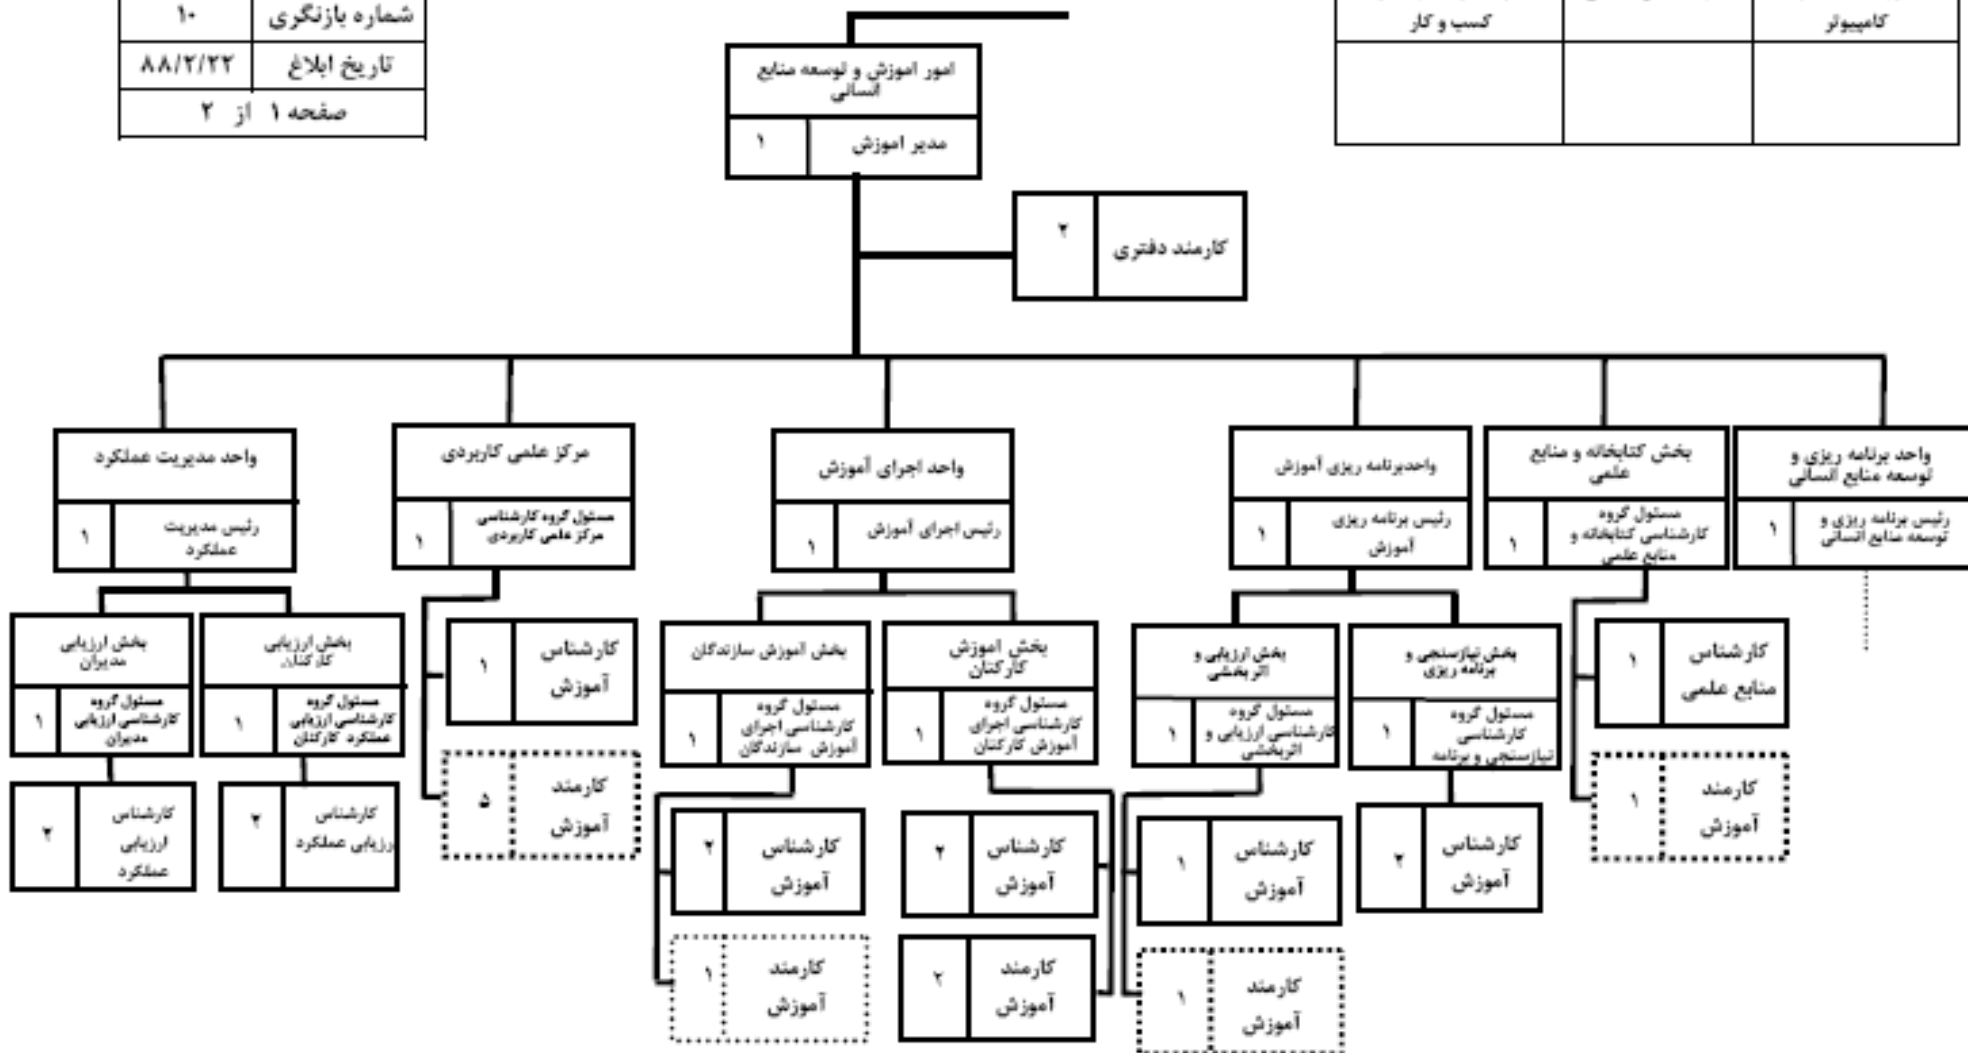 کامپیوتر
کسب و کار
شماره بازنگری ۱۰
تاریخ ابلاغ ۸۸/۲/۲۲
صفحه ۱ از ۲
امور اموزش و توسعه منابع
انسانی
مدیر اموزش ۱
کارمند دفتری ۲
واحد برنامه ریزی و
توسعه منابع انسانی
رئیس برنامه ریزی و
توسعه منابع انسانی ۱
بخش کتابخانه و منابع
علمی
مسئول گروه
کارشناسی کتابخانه و
منابع علمی ۱
کارشناس
منابع علمی ۱
کارمند
آموزش ۱
واحدبرنامه ریزی آموزش
رئیس برنامه ریزی
آموزش ۱
بخش نیازسنجی و
برنامه ریزی
مسئول گروه
کارشناسی
نیازسنجی و برنامه ۱
کارشناس
آموزش ۲
بخش ارزیابی و
اثربخشی
مسئول گروه
کارشناسی ارزیابی و
اثربخشی ۱
کارشناس
آموزش ۱
کارمند
آموزش ۱
واحد اجرای آموزش
رئیس اجرای آموزش ۱
بخش اموزش
کارکنان
مسئول گروه
کارشناسی اجرای
آموزش کارکنان ۱
کارشناس
آموزش ۲
کارمند
آموزش ۲
بخش اموزش سازندگان
مسئول گروه
کارشناسی اجرای
آموزش سازندگان ۱
کارشناس
آموزش ۲
کارمند
آموزش ۱
مرکز علمی کاربردی
مسئول گروه کارشناسی
مرکز علمی کاربردی ۱
کارشناس
آموزش ۱
کارمند
آموزش ۵
واحد مدیریت عملکرد
رئیس مدیریت
عملکرد ۱
بخش ارزیابی
کارکنان
مسئول گروه
کارشناسی ارزیابی
عملکرد کارکنان ۱
کارشناس
رزیابی عملکرد ۲
بخش ارزیابی
مدیران
مسئول گروه
کارشناسی ارزیابی
مدیران ۱
کارشناس
ارزیابی
عملکرد ۲